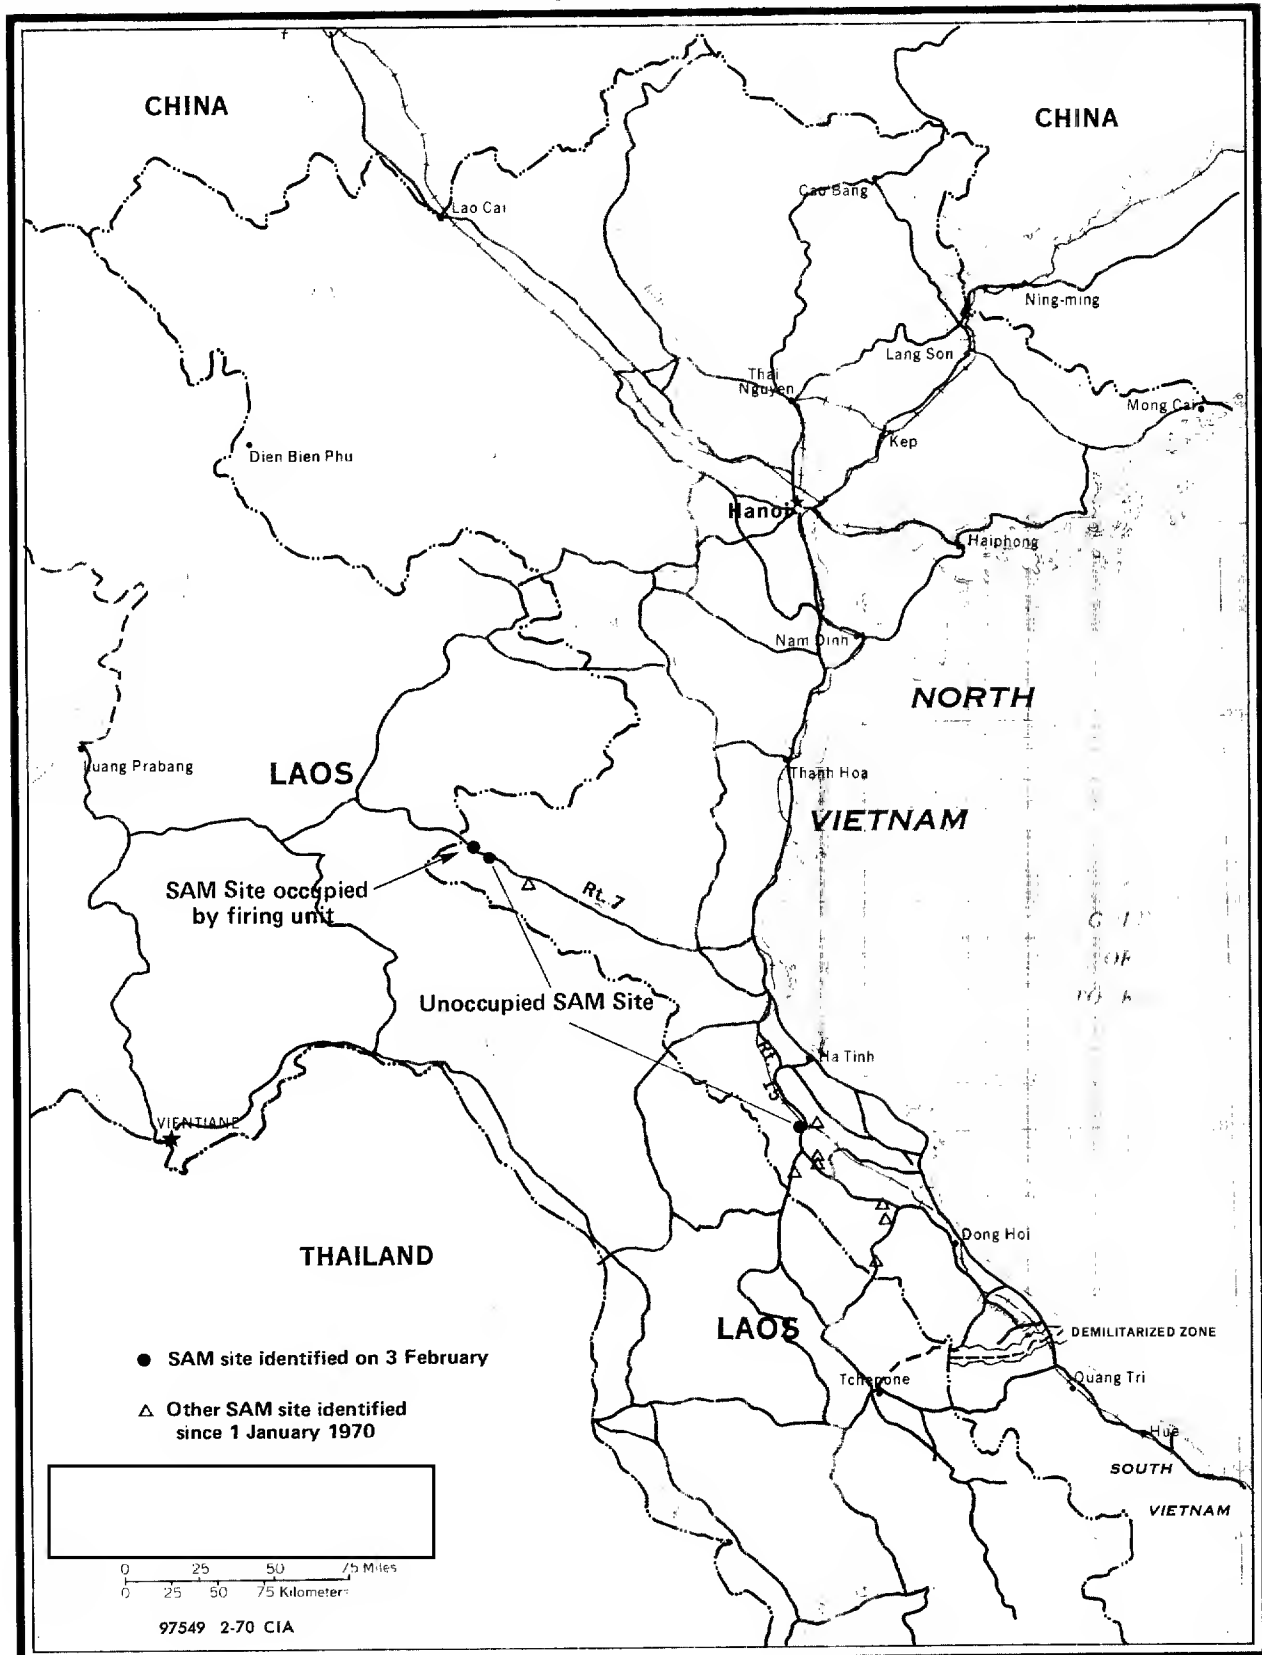 CHINA
CHINA
Cao Bang
Lao Cai
Ning-ming
Lang Son
Thai
Nguyen
Mong Cai
Kep
Dien Bien Phu
Hanoi
Haiphong
Nam Dinh
NORTH
VIETNAM
Luang Prabang
LAOS
Thanh Hoa
SAM Site occupied
by firing unit
Rt. 7
Unoccupied SAM Site
Rt. 15
Ha Tinh
VIENTIANE
THAILAND
Dong Hoi
LAOS
DEMILITARIZED ZONE
Tchepone
Quang Tri
Hue
SOUTH
VIETNAM
SAM site identified on 3 February
Other SAM site identified
since 1 January 1970
0 25 50 75 Miles
0 25 50 75 Kilometers
97549 2-70 CIA